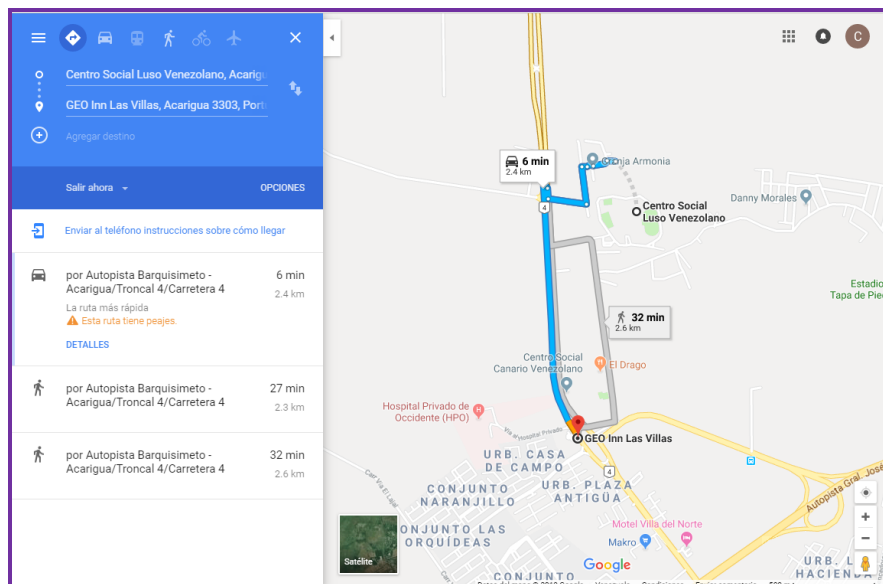 Centro Social Luso Venezolano, Acarigu
GEO Inn Las Villas, Acarigua 3303, Port
Agregar destino
Salir ahora
OPCIONES
Enviar al teléfono instrucciones sobre cómo llegar
por Autopista Barquisimeto -
Acarigua/Troncal 4/Carretera 4
6 min
2.4 km
La ruta más rápida
Esta ruta tiene peajes.
DETALLES
por Autopista Barquisimeto -
Acarigua/Troncal 4/Carretera 4
27 min
2.3 km
por Autopista Barquisimeto -
Acarigua/Troncal 4/Carretera 4
32 min
2.6 km
C
6 min
2.4 km
Granja Armonia
4
Centro Social
Luso Venezolano
Danny Morales
Estadio
Tapa de Pie
32 min
2.6 km
Centro Social
Canario Venezolano
El Drago
Hospital Privado de
Occidente (HPO)
Via al Hospital Privado
GEO Inn Las Villas
URB. CASA
DE CAMPO
4
CONJUNTO
NARANJILLO
URB. PLAZA
ANTIGÜA
Autopista Gral. José
CONJUNTO LAS
ORQUÍDEAS
Motel Villa del Norte
Makro
Satélite
Google
URB. L
HACIENDA
CONJUNTO